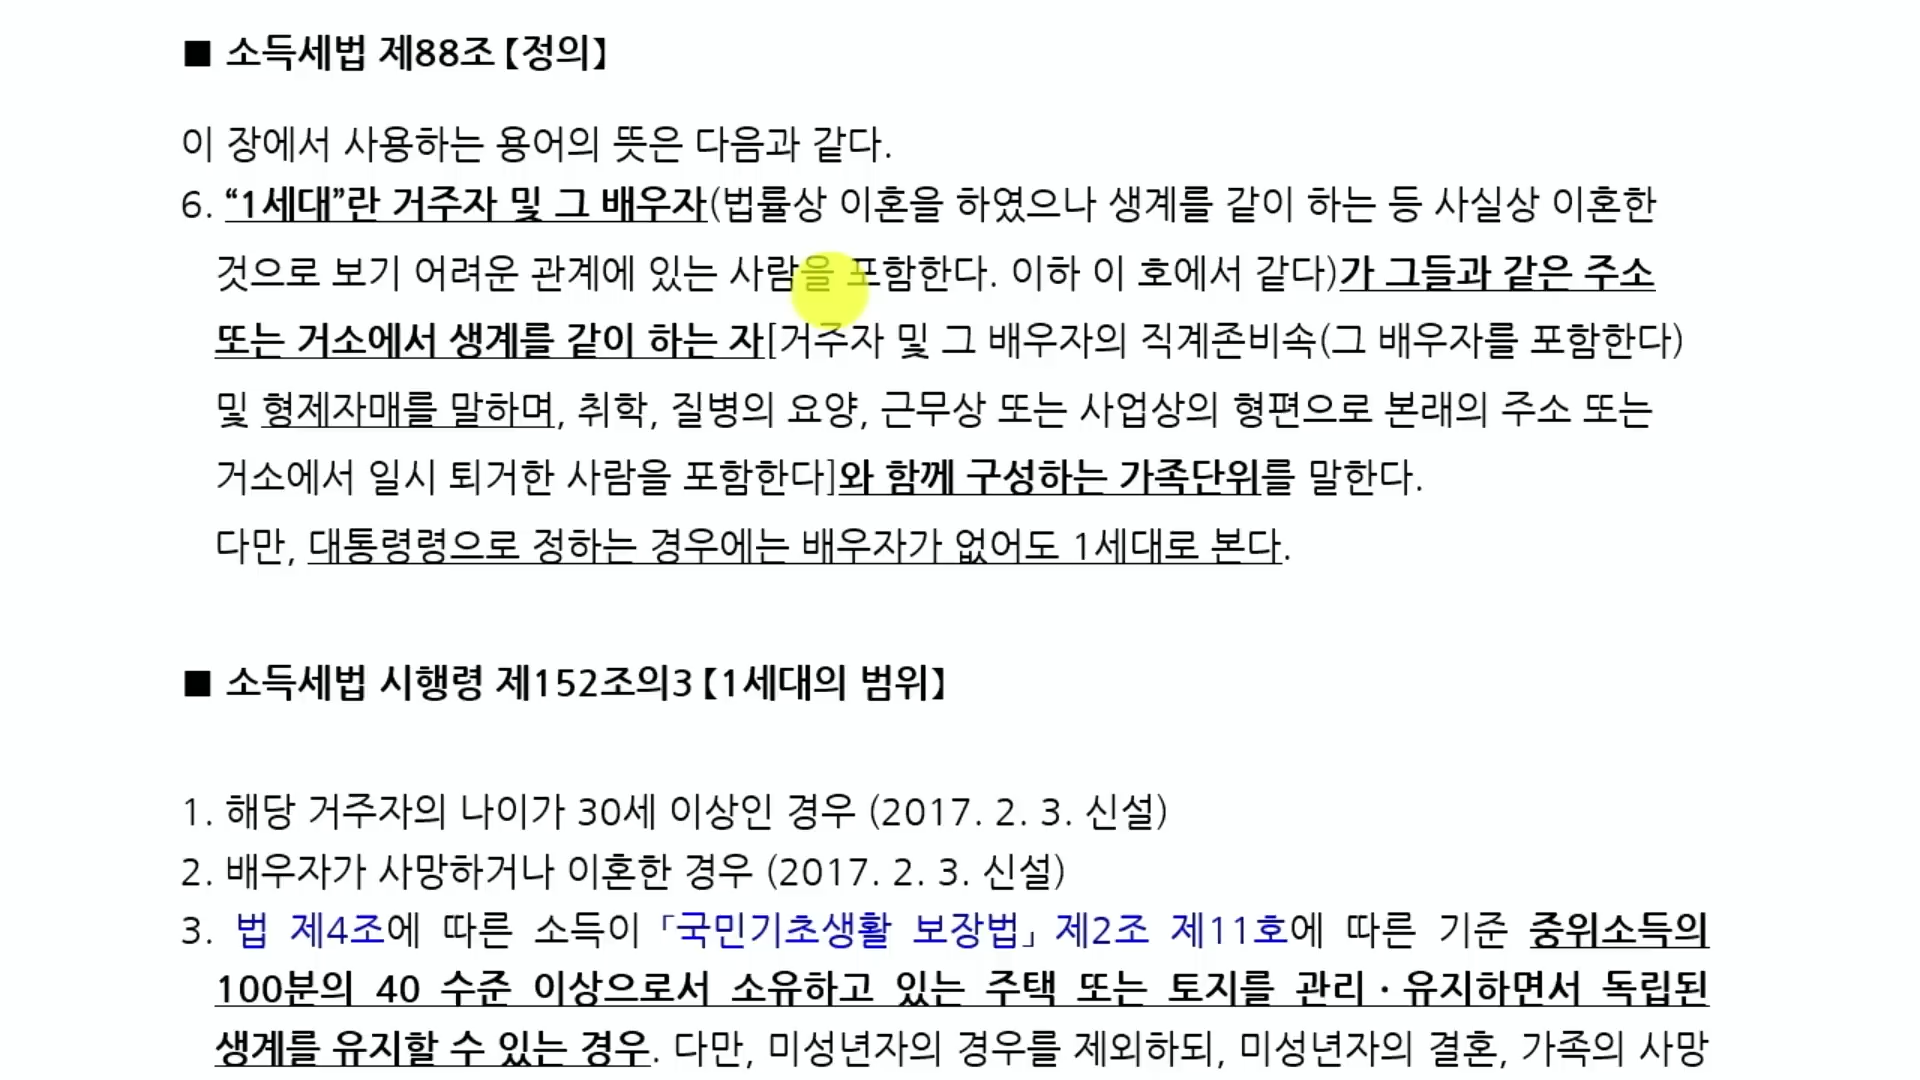 ■ 소득세법 제88조【정의】
이 장에서 사용하는 용어의 뜻은 다음과 같다.
6. “1세대”란 거주자 및 그 배우자(법률상 이혼을 하였으나 생계를 같이 하는 등 사실상 이혼한
것으로 보기 어려운 관계에 있는 사람을 포함한다. 이하 이 호에서 같다)가 그들과 같은 주소
또는 거소에서 생계를 같이 하는 자[거주자 및 그 배우자의 직계존비속(그 배우자를 포함한다)
및 형제자매를 말하며, 취학, 질병의 요양, 근무상 또는 사업상의 형편으로 본래의 주소 또는
거소에서 일시 퇴거한 사람을 포함한다]와 함께 구성하는 가족단위를 말한다.
다만, 대통령령으로 정하는 경우에는 배우자가 없어도 1세대로 본다.
■ 소득세법 시행령 제152조의3【1세대의 범위】
1. 해당 거주자의 나이가 30세 이상인 경우 (2017. 2. 3. 신설)
2. 배우자가 사망하거나 이혼한 경우 (2017. 2. 3. 신설)
3. 법 제4조에 따른 소득이 「국민기초생활 보장법」 제2조 제11호에 따른 기준 중위소득의
100분의 40 수준 이상으로서 소유하고 있는 주택 또는 토지를 관리·유지하면서 독립된
생계를 유지할 수 있는 경우. 다만, 미성년자의 경우를 제외하되, 미성년자의 결혼, 가족의 사망